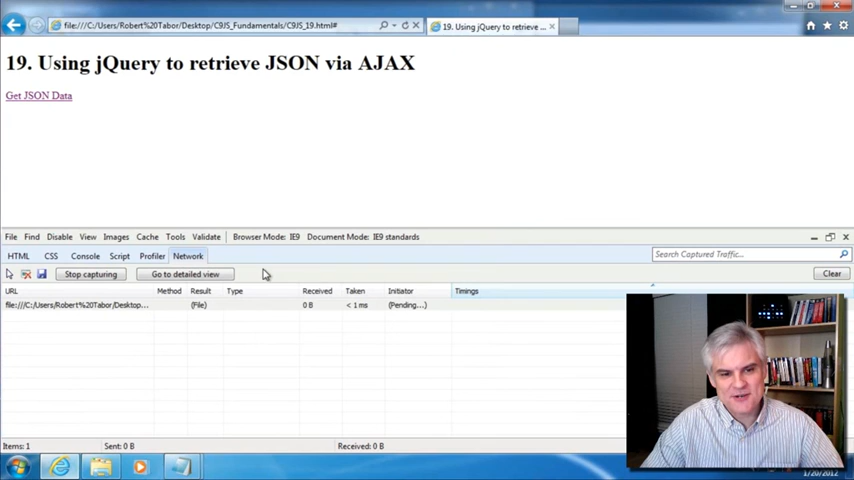 file:///C:/Users/Robert%20Tabor/Desktop/C9JS_Fundamentals/C9JS_19.html#
19. Using jQuery to retrieve ...
19. Using jQuery to retrieve JSON via AJAX
Get JSON Data
File Find Disable View Images Cache Tools Validate Browser Mode: IE9 Document Mode: IE9 standards
HTML CSS Console Script Profiler Network Search Captured Traffic...
Stop capturing Go to detailed view Clear
URL Method Result Type Received Taken Initiator Timings
file:///C:/Users/Robert%20Tabor/Desktop... (File) 0 B < 1 ms (Pending...)
Items: 1 Sent: 0 B Received: 0 B
1/20/2012